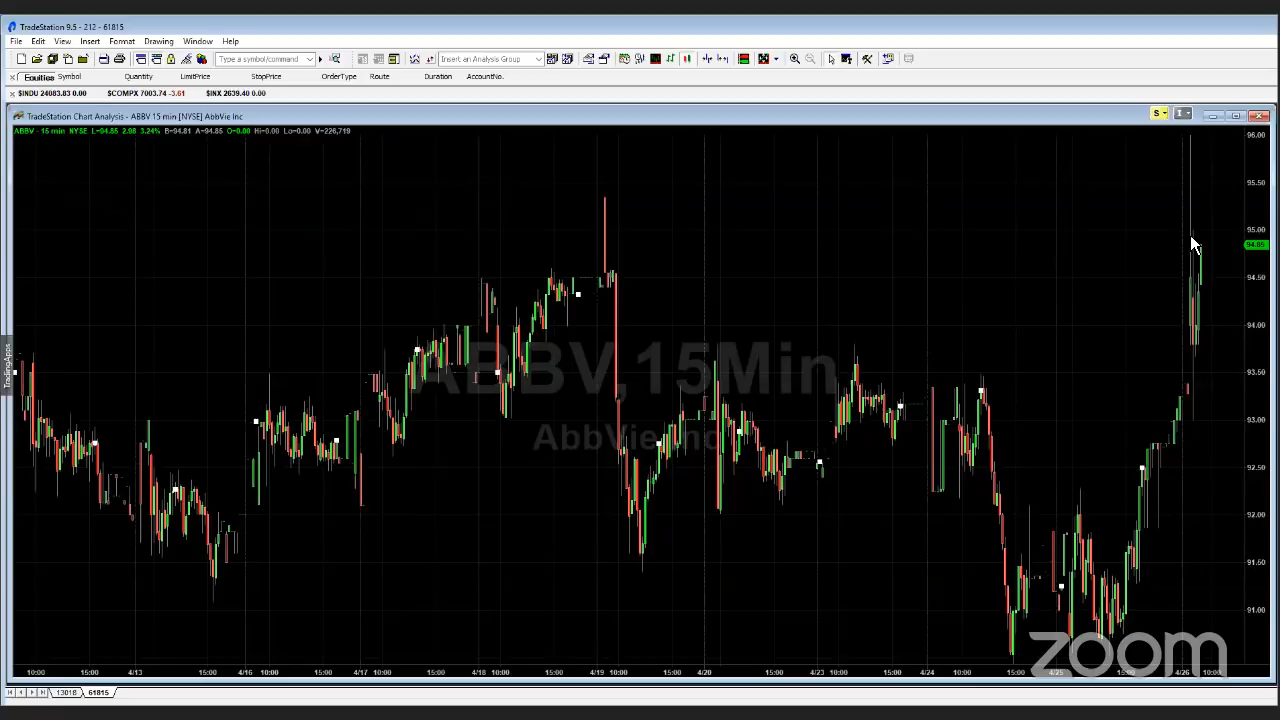 TradeStation 9.5 - 212 - 61815
File Edit View Insert Format Drawing Window Help
Type a symbol/command Insert an Analysis Group
Equities Symbol Quantity LimitPrice StopPrice OrderType Route Duration AccountNo.
$INDU 24083.83 0.00 $COMPX 7003.74 -3.61 $INX 2639.40 0.00
TradeStation Chart Analysis - ABBV 15 min [NYSE] AbbVie Inc
S I
ABBV - 15 min NYSE L=94.85 2.98 3.24% B=94.81 A=94.85 O=0.00 Hi=0.00 Lo=0.00 V=226,719
96.00
95.50
95.00
94.85
94.50
94.00
93.50
93.00
92.50
92.00
91.50
91.00
TradingApps
ABBV,15Min
AbbVie Inc
zoom
10:00 15:00 4/13 15:00 4/16 10:00 15:00 4/17 10:00 15:00 4/18 10:00 15:00 4/19 10:00 15:00 4/20 15:00 4/23 10:00 15:00 4/24 10:00 15:00 4/25 15:00 4/26 10:00
13018 61815